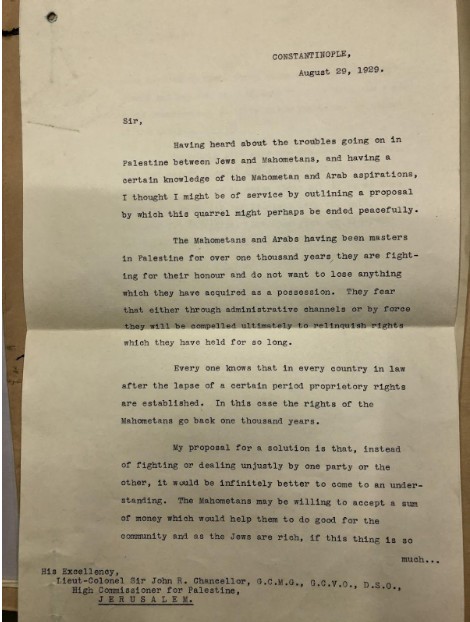 CONSTANTINOPLE,
August 29, 1929.
Sir,
Having heard about the troubles going on in
Palestine between Jews and Mahometans, and having a
certain knowledge of the Mahometan and Arab aspirations,
I thought I might be of service by outlining a proposal
by which this quarrel might perhaps be ended peacefully.
The Mahometans and Arabs having been masters
in Palestine for over one thousand years they are fight-
ing for their honour and do not want to lose anything
which they have acquired as a possession. They fear
that either through administrative channels or by force
they will be compelled ultimately to relinquish rights
which they have held for so long.
Every one knows that in every country in law
after the lapse of a certain period proprietory rights
are established. In this case the rights of the
Mahometans go back one thousand years.
My proposal for a solution is that, instead
of fighting or dealing unjustly by one party or the
other, it would be infinitely better to come to an under-
standing. The Mahometans may be willing to accept a sum
of money which would help them to do good for the
community and as the Jews are rich, if this thing is so
much...
His Excellency,
Lieut-Colonel Sir John R. Chancellor, G.C.M.G., G.C.V.O., D.S.O.,
High Commissioner for Palestine,
JERUSALEM.